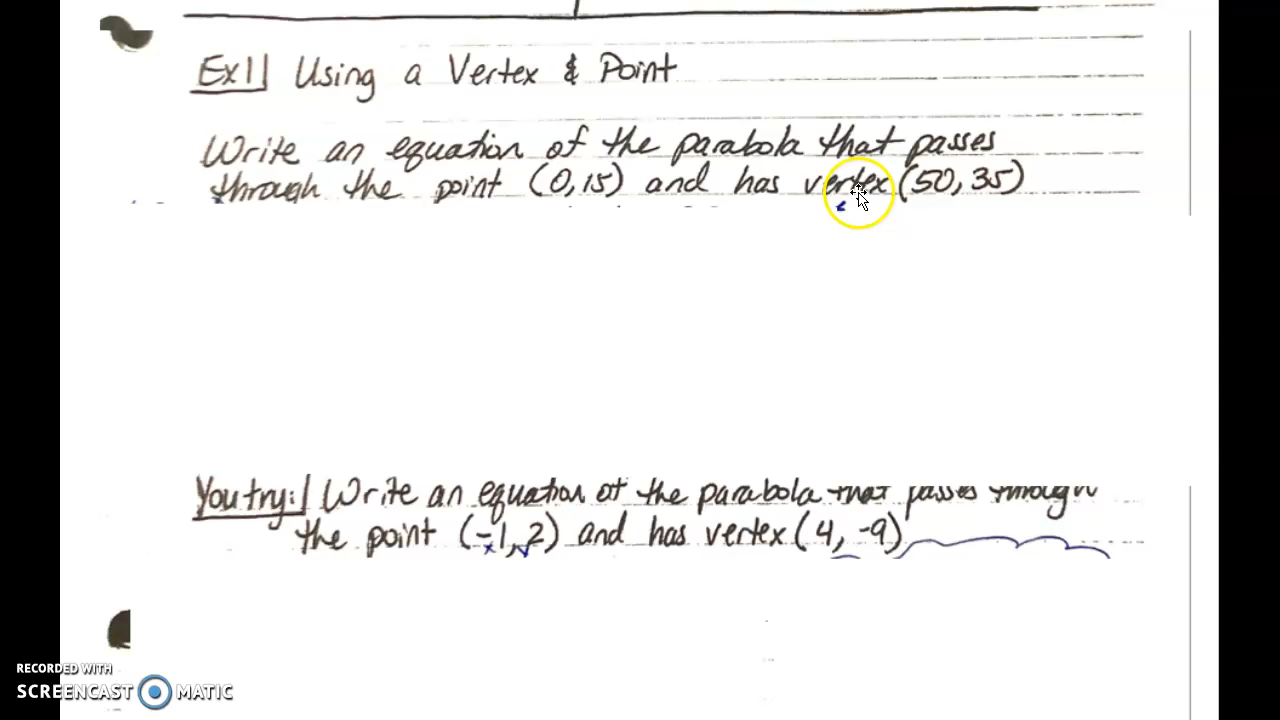 Ex1 Using a Vertex & Point
Write an equation of the parabola that passes
through the point (0,15) and has vertex (50,35)
You try: Write an equation of the parabola that passes through
the point (-1,2) and has vertex (4,-9)
RECORDED WITH
SCREENCAST MATIC